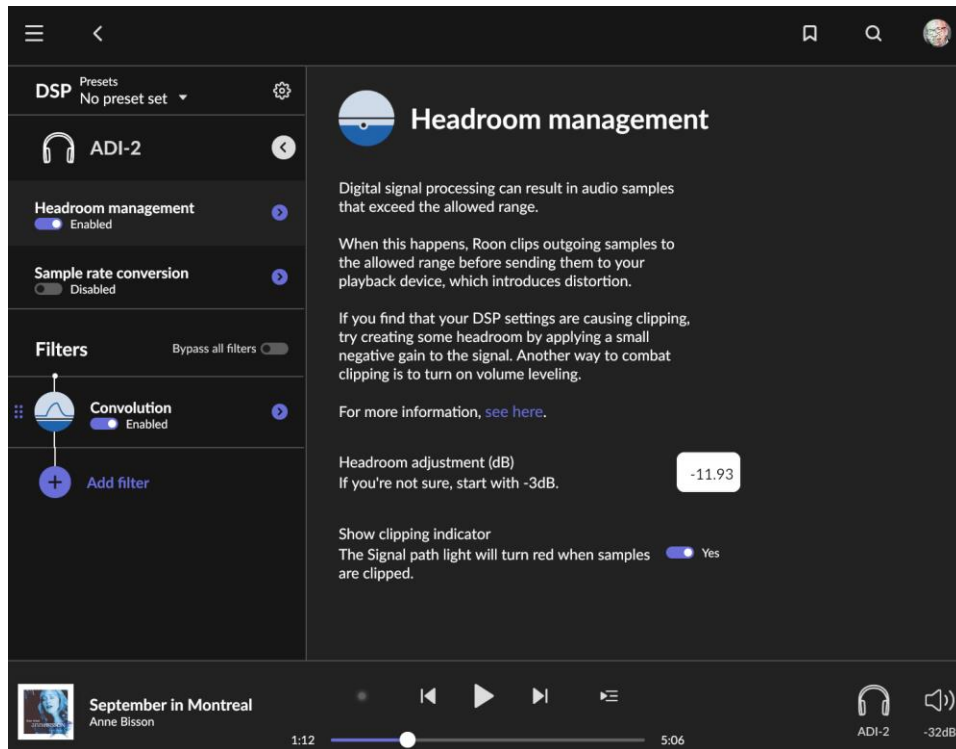 DSP
Presets
No preset set
ADI-2
Headroom management
Enabled
Sample rate conversion
Disabled
Filters
Bypass all filters
Convolution
Enabled
Add filter
Headroom management
Digital signal processing can result in audio samples
that exceed the allowed range.
When this happens, Roon clips outgoing samples to
the allowed range before sending them to your
playback device, which introduces distortion.
If you find that your DSP settings are causing clipping,
try creating some headroom by applying a small
negative gain to the signal. Another way to combat
clipping is to turn on volume leveling.
For more information, see here.
Headroom adjustment (dB)
If you're not sure, start with -3dB.
-11.93
Show clipping indicator
The Signal path light will turn red when samples
are clipped.
Yes
September in Montreal
Anne Bisson
1:12
5:06
ADI-2
-32dB